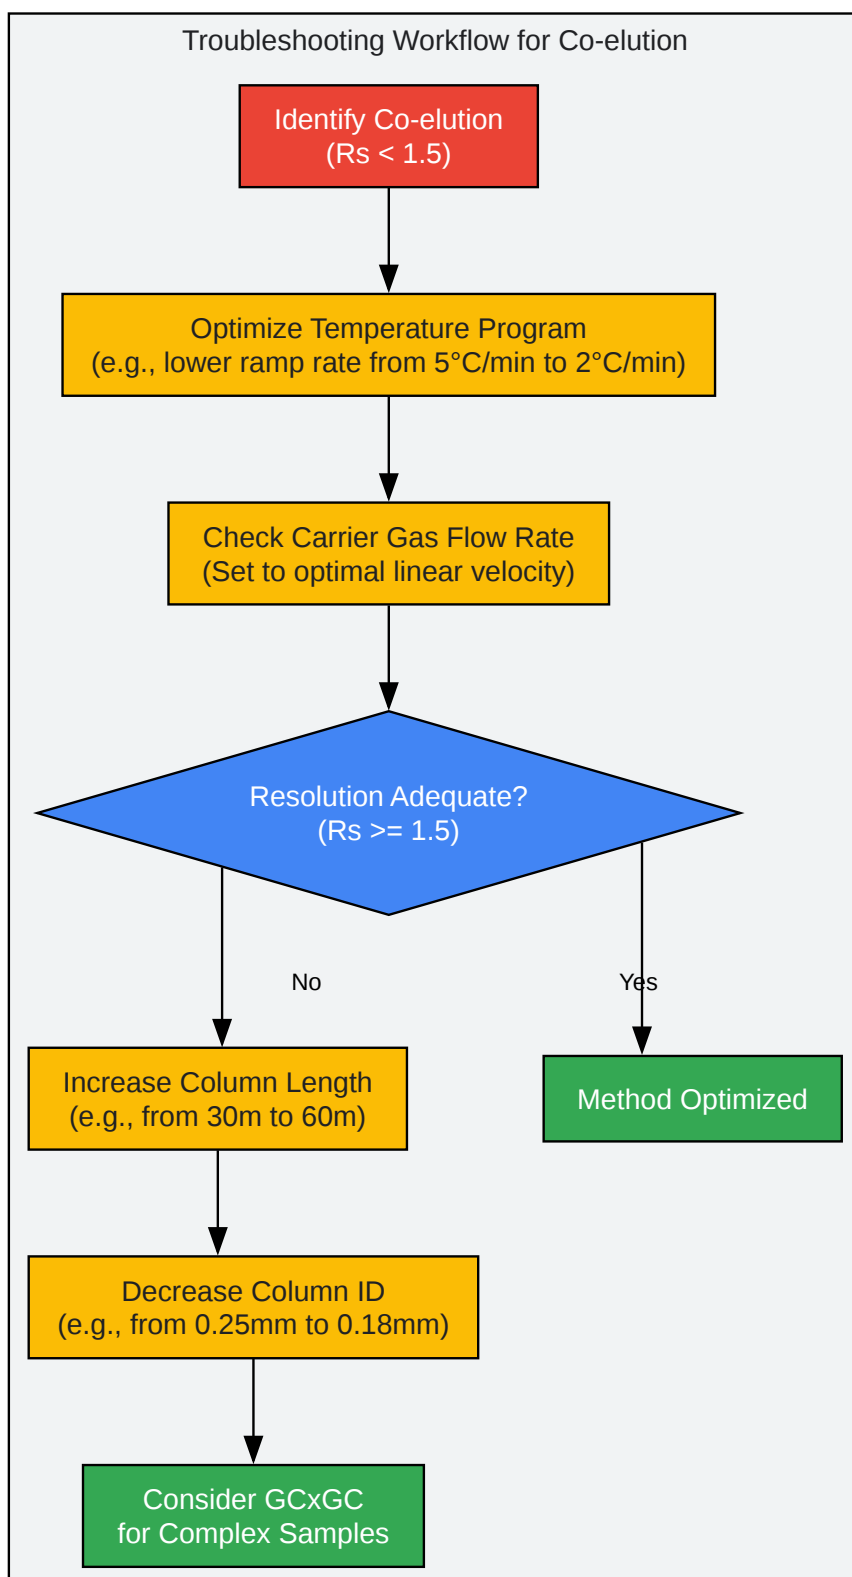 Troubleshooting Workflow for Co-elution
Identify Co-elution
(Rs < 1.5)
Optimize Temperature Program
(e.g., lower ramp rate from 5°C/min to 2°C/min)
Check Carrier Gas Flow Rate
(Set to optimal linear velocity)
Resolution Adequate?
(Rs >= 1.5)
No
Yes
Increase Column Length
(e.g., from 30m to 60m)
Method Optimized
Decrease Column ID
(e.g., from 0.25mm to 0.18mm)
Consider GCxGC
for Complex Samples